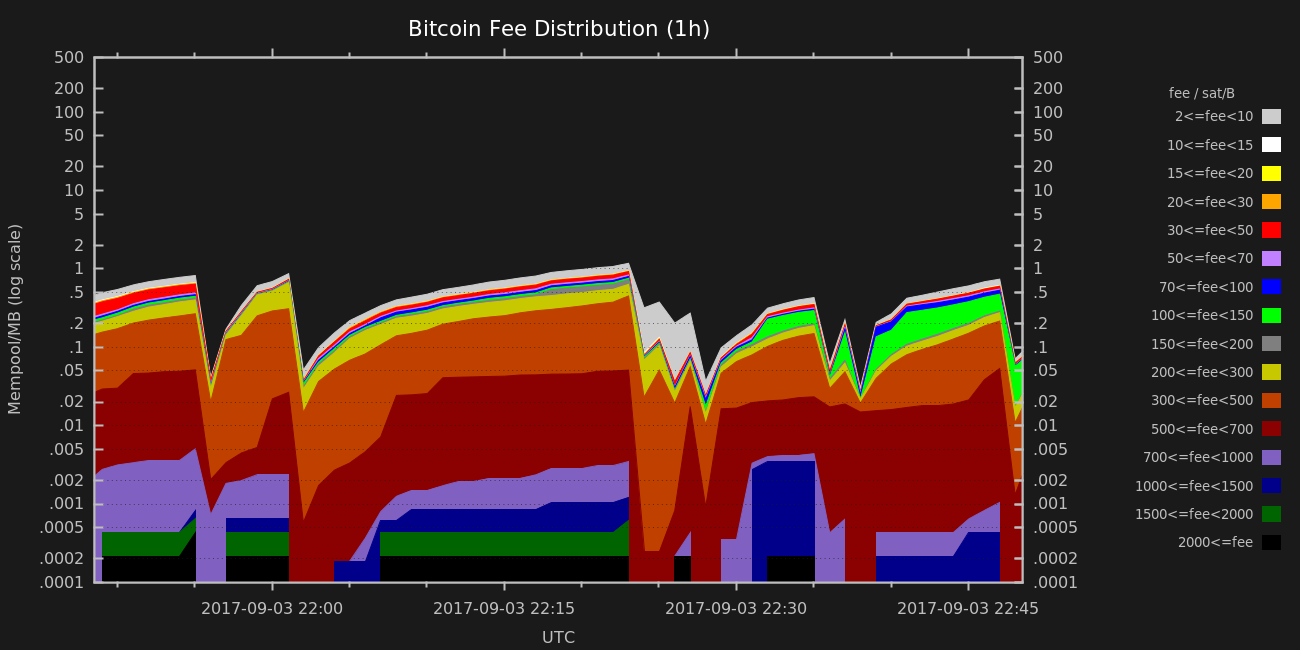 Bitcoin Fee Distribution (1h)
500
200
100
50
20
10
5
2
1
.5
.2
.1
.05
.02
.01
.005
.002
.001
.0005
.0002
.0001
Mempool/MB (log scale)
500
200
100
50
20
10
5
2
1
.5
.2
.1
.05
.02
.01
.005
.002
.001
.0005
.0002
.0001
2017-09-03 22:00 2017-09-03 22:15 2017-09-03 22:30 2017-09-03 22:45
UTC
fee / sat/B
2<=fee<10
10<=fee<15
15<=fee<20
20<=fee<30
30<=fee<50
50<=fee<70
70<=fee<100
100<=fee<150
150<=fee<200
200<=fee<300
300<=fee<500
500<=fee<700
700<=fee<1000
1000<=fee<1500
1500<=fee<2000
2000<=fee